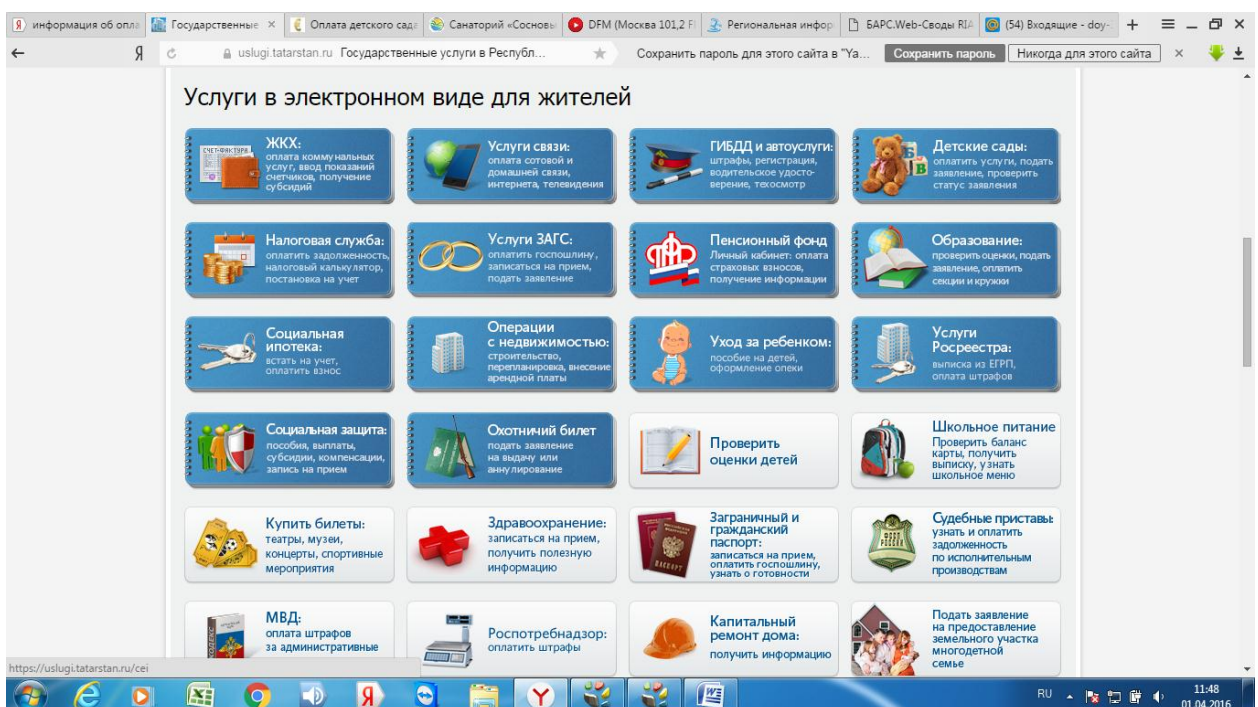 информация об опла
Государственные
Оплата детского сада
Санаторий «Сосновы
DFM (Москва 101,2 F
Региональная инфор
БАРС.Web-Своды RIA
(54) Входящие - doy-
uslugi.tatarstan.ru Государственные услуги в Республ...
Сохранить пароль для этого сайта в "Ya...
Сохранить пароль
Никогда для этого сайта
Услуги в электронном виде для жителей
ЖКХ:
оплата коммунальных
услуг, ввод показаний
счетчиков, получение
субсидий
Услуги связи:
оплата сотовой и
домашней связи,
интернета, телевидения
ГИБДД и автоуслуги:
штрафы, регистрация,
водительское удосто-
верение, техосмотр
Детские сады:
оплатить услуги, подать
заявление, проверить
статус заявления
Налоговая служба:
оплатить задолженность,
налоговый калькулятор,
постановка на учет
Услуги ЗАГС:
оплатить госпошлину,
записаться на прием,
подать заявление
Пенсионный фонд
Личный кабинет: оплата
страховых взносов,
получение информации
Образование:
проверить оценки, подать
заявление, оплатить
секции и кружки
Социальная
ипотека:
встать на учет,
оплатить взнос
Операции
с недвижимостью:
строительство,
перепланировка, внесение
арендной платы
Уход за ребенком:
пособие на детей,
оформление опеки
Услуги
Росреестра:
выписка из ЕГРП,
оплата штрафов
Социальная защита:
пособия, выплаты,
субсидии, компенсации,
запись на прием
Охотничий билет
подать заявление
на выдачу или
аннулирование
Проверить
оценки детей
Школьное питание
Проверить баланс
карты, получить
выписку, узнать
школьное меню
Купить билеты:
театры, музеи,
концерты, спортивные
мероприятия
Здравоохранение:
записаться на прием,
получить полезную
информацию
Заграничный и
гражданский
паспорт:
записаться на прием,
оплатить госпошлину,
узнать о готовности
Судебные приставы:
узнать и оплатить
задолженность
по исполнительным
производствам
МВД:
оплата штрафов
за административные
Роспотребнадзор:
оплатить штрафы
Капитальный
ремонт дома:
получить информацию
Подать заявление
на предоставление
земельного участка
многодетной
семье
https://uslugi.tatarstan.ru/cei
RU
11:48
01.04.2016